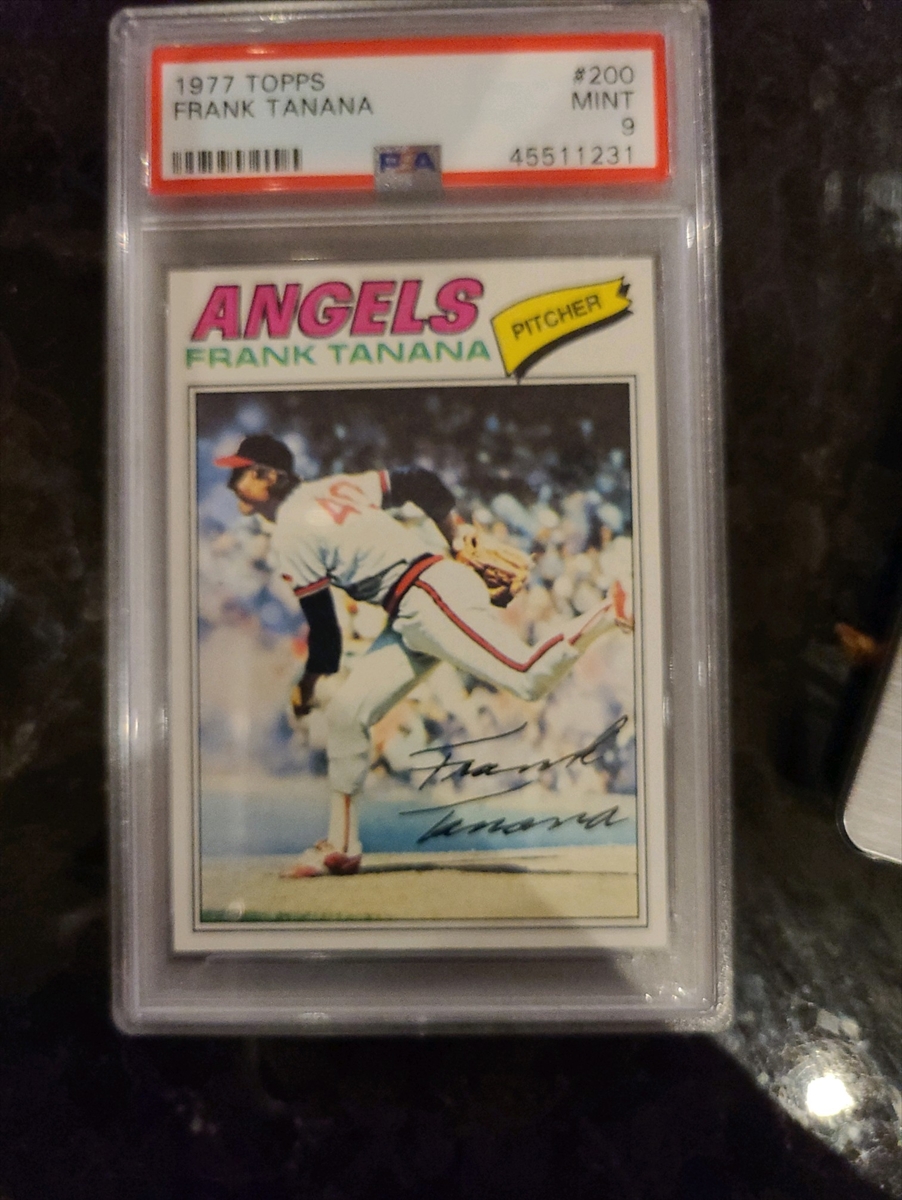 1977 TOPPS #200
FRANK TANANA MINT
9
PSA 45511231
ANGELS
PITCHER
FRANK TANANA
40
Frank
Tanana